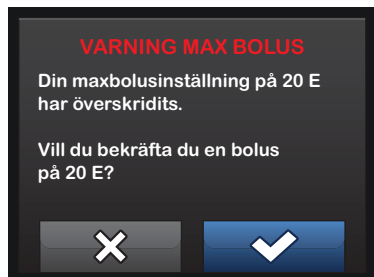 VARNING MAX BOLUS
Din maxbolusinställning på 20 E
har överskridits.
Vill du bekräfta du en bolus
på 20 E?